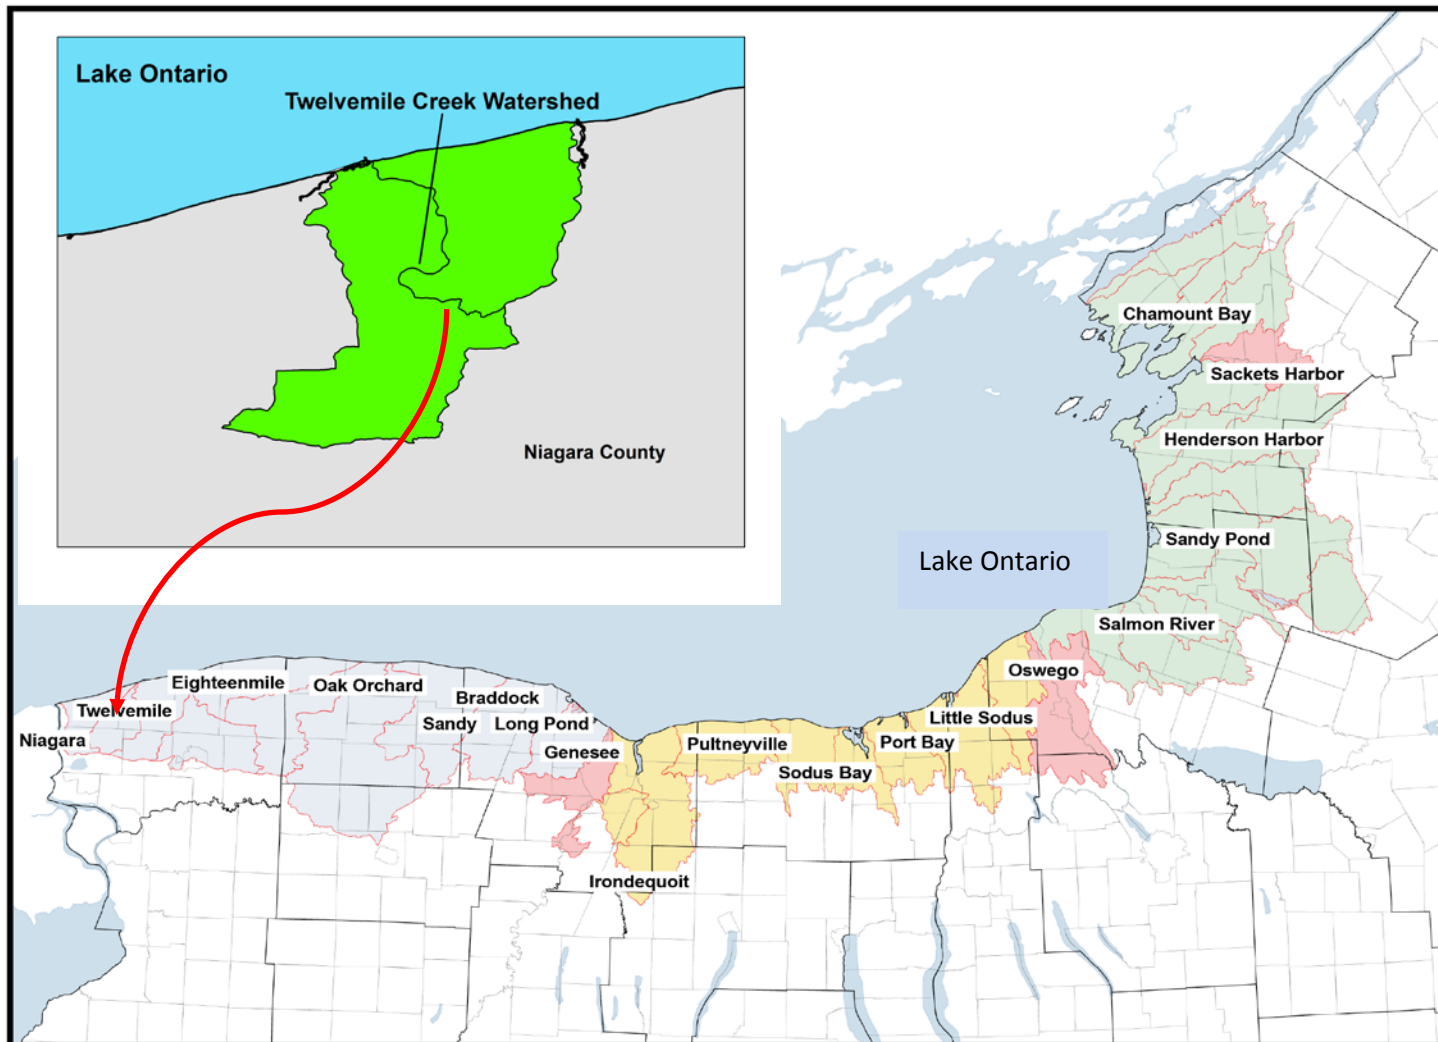 Lake Ontario
Twelvemile Creek Watershed
Niagara County
Chamount Bay
Sackets Harbor
Henderson Harbor
Sandy Pond
Lake Ontario
Salmon River
Oswego
Eighteenmile
Oak Orchard
Braddock
Twelvemile
Sandy
Long Pond
Little Sodus
Niagara
Genesee
Pultneyville
Port Bay
Sodus Bay
Irondequoit